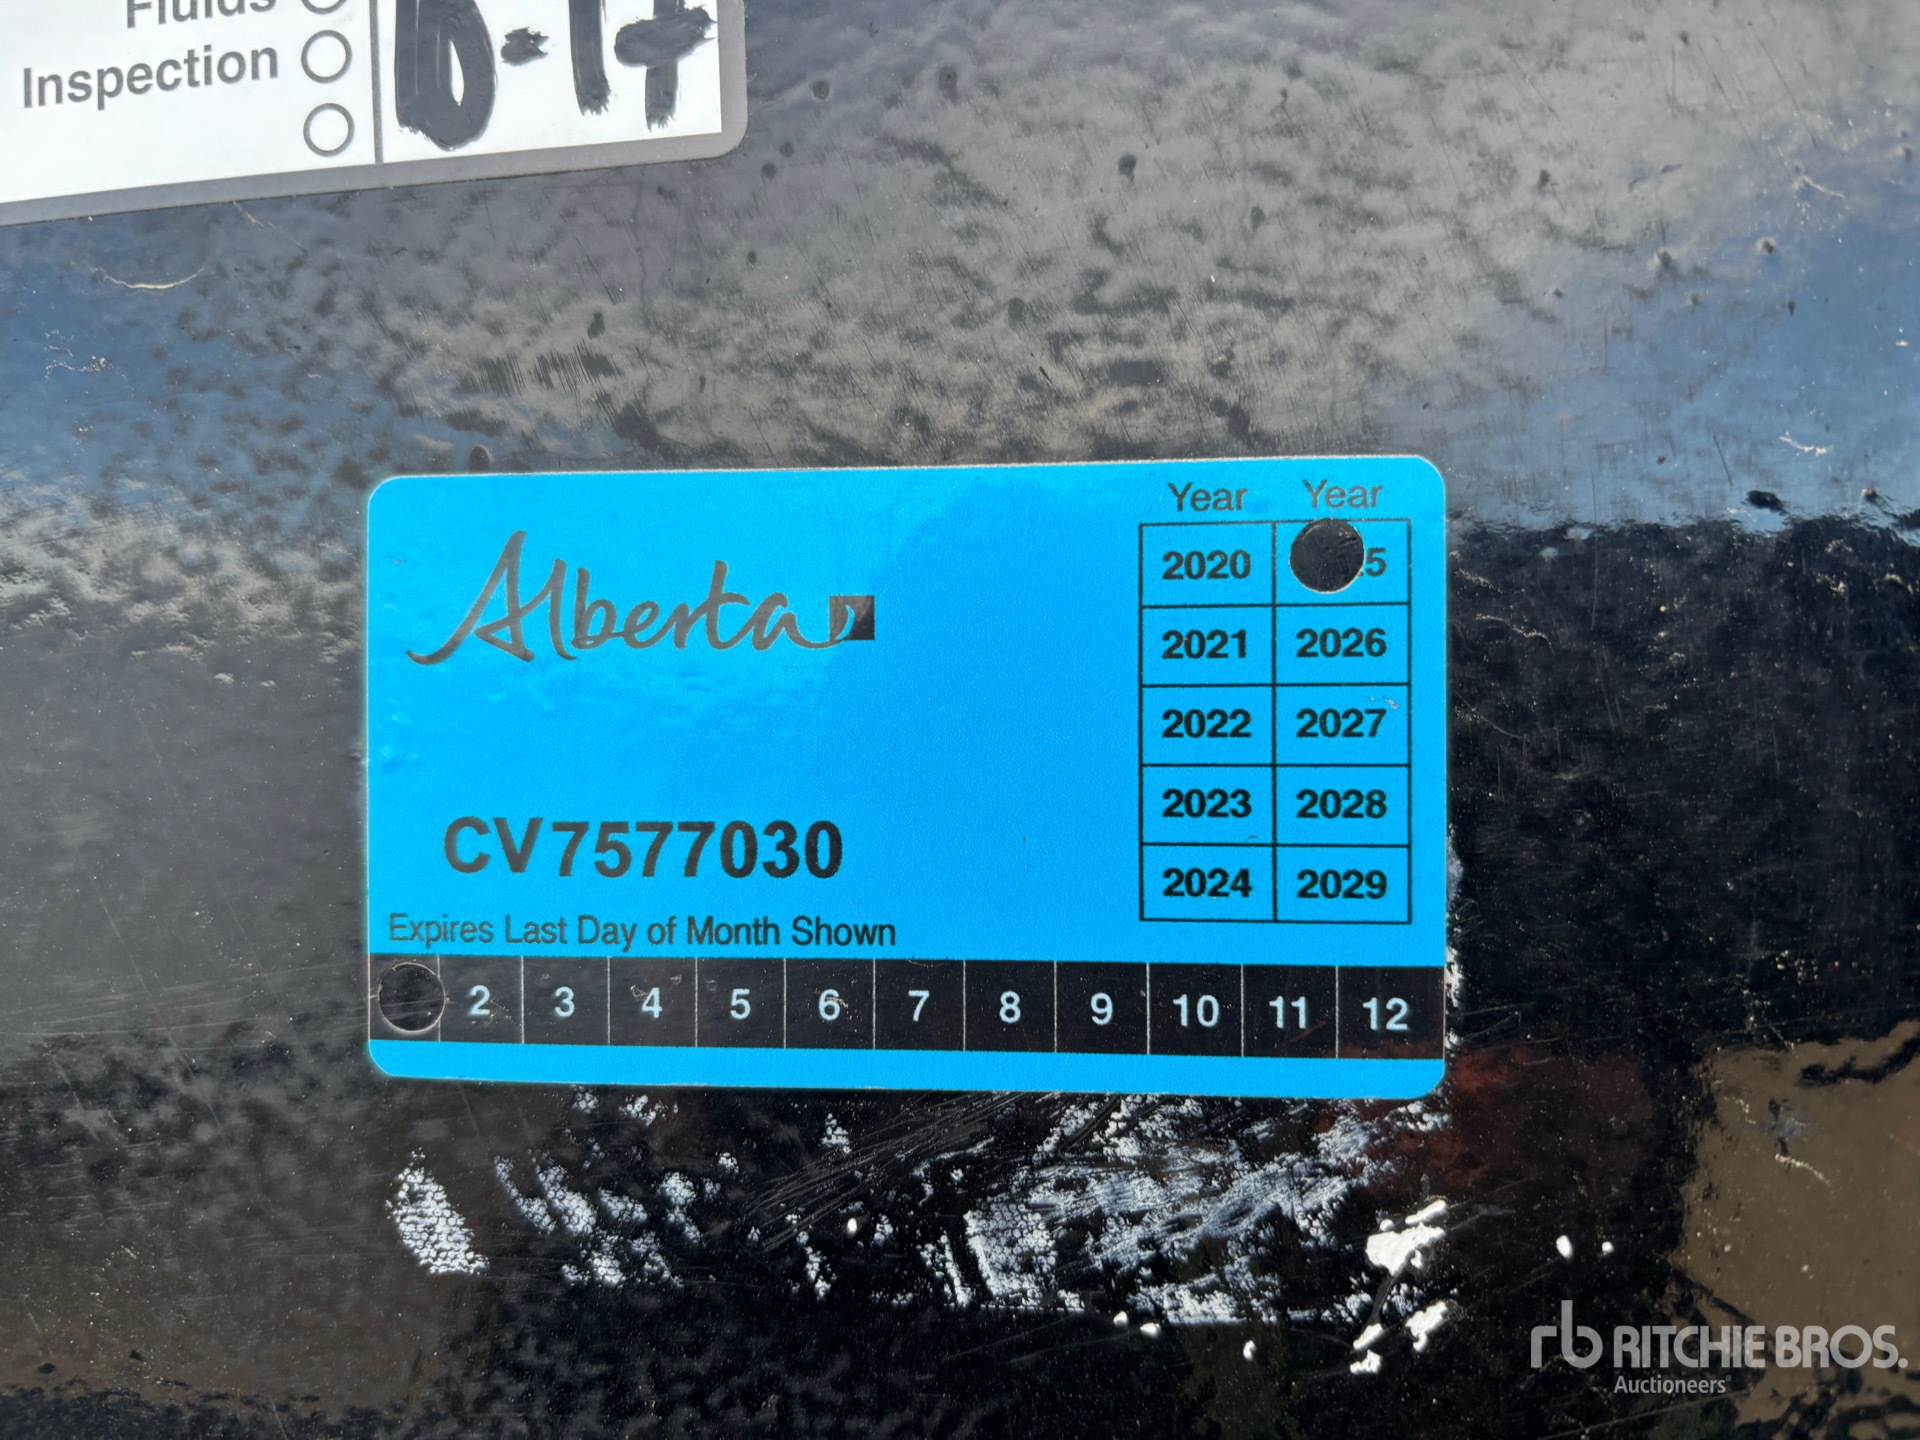 Fluids
Inspection
Alberta
CV7577030
Expires Last Day of Month Shown
Year Year
2020
2021 2026
2022 2027
2023 2028
2024 2029
2 3 4 5 6 7 8 9 10 11 12
rb RITCHIE BROS.
Auctioneers